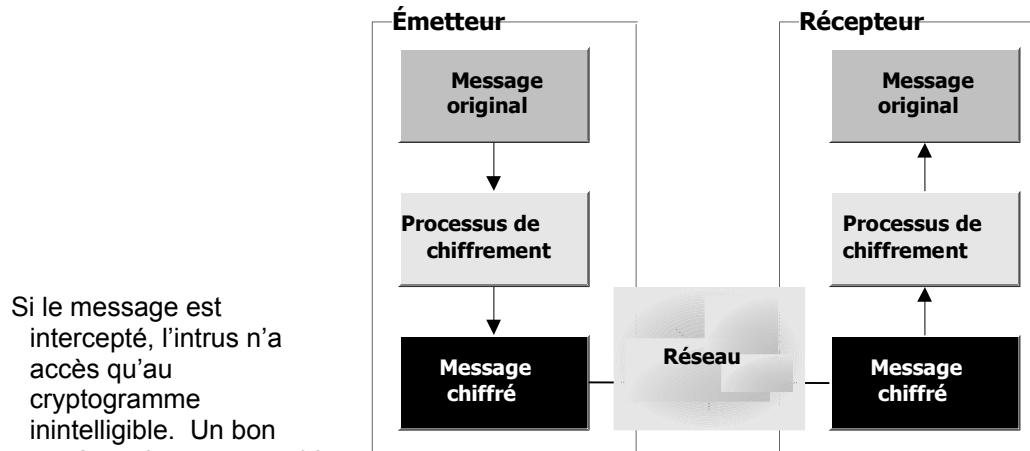 Émetteur
Récepteur
Message
original
Message
original
Processus de
chiffrement
Processus de
chiffrement
Si le message est
intercepté, l’intrus n’a
accès qu’au
cryptogramme
inintelligible. Un bon
Réseau
Message
chiffré
Message
chiffré